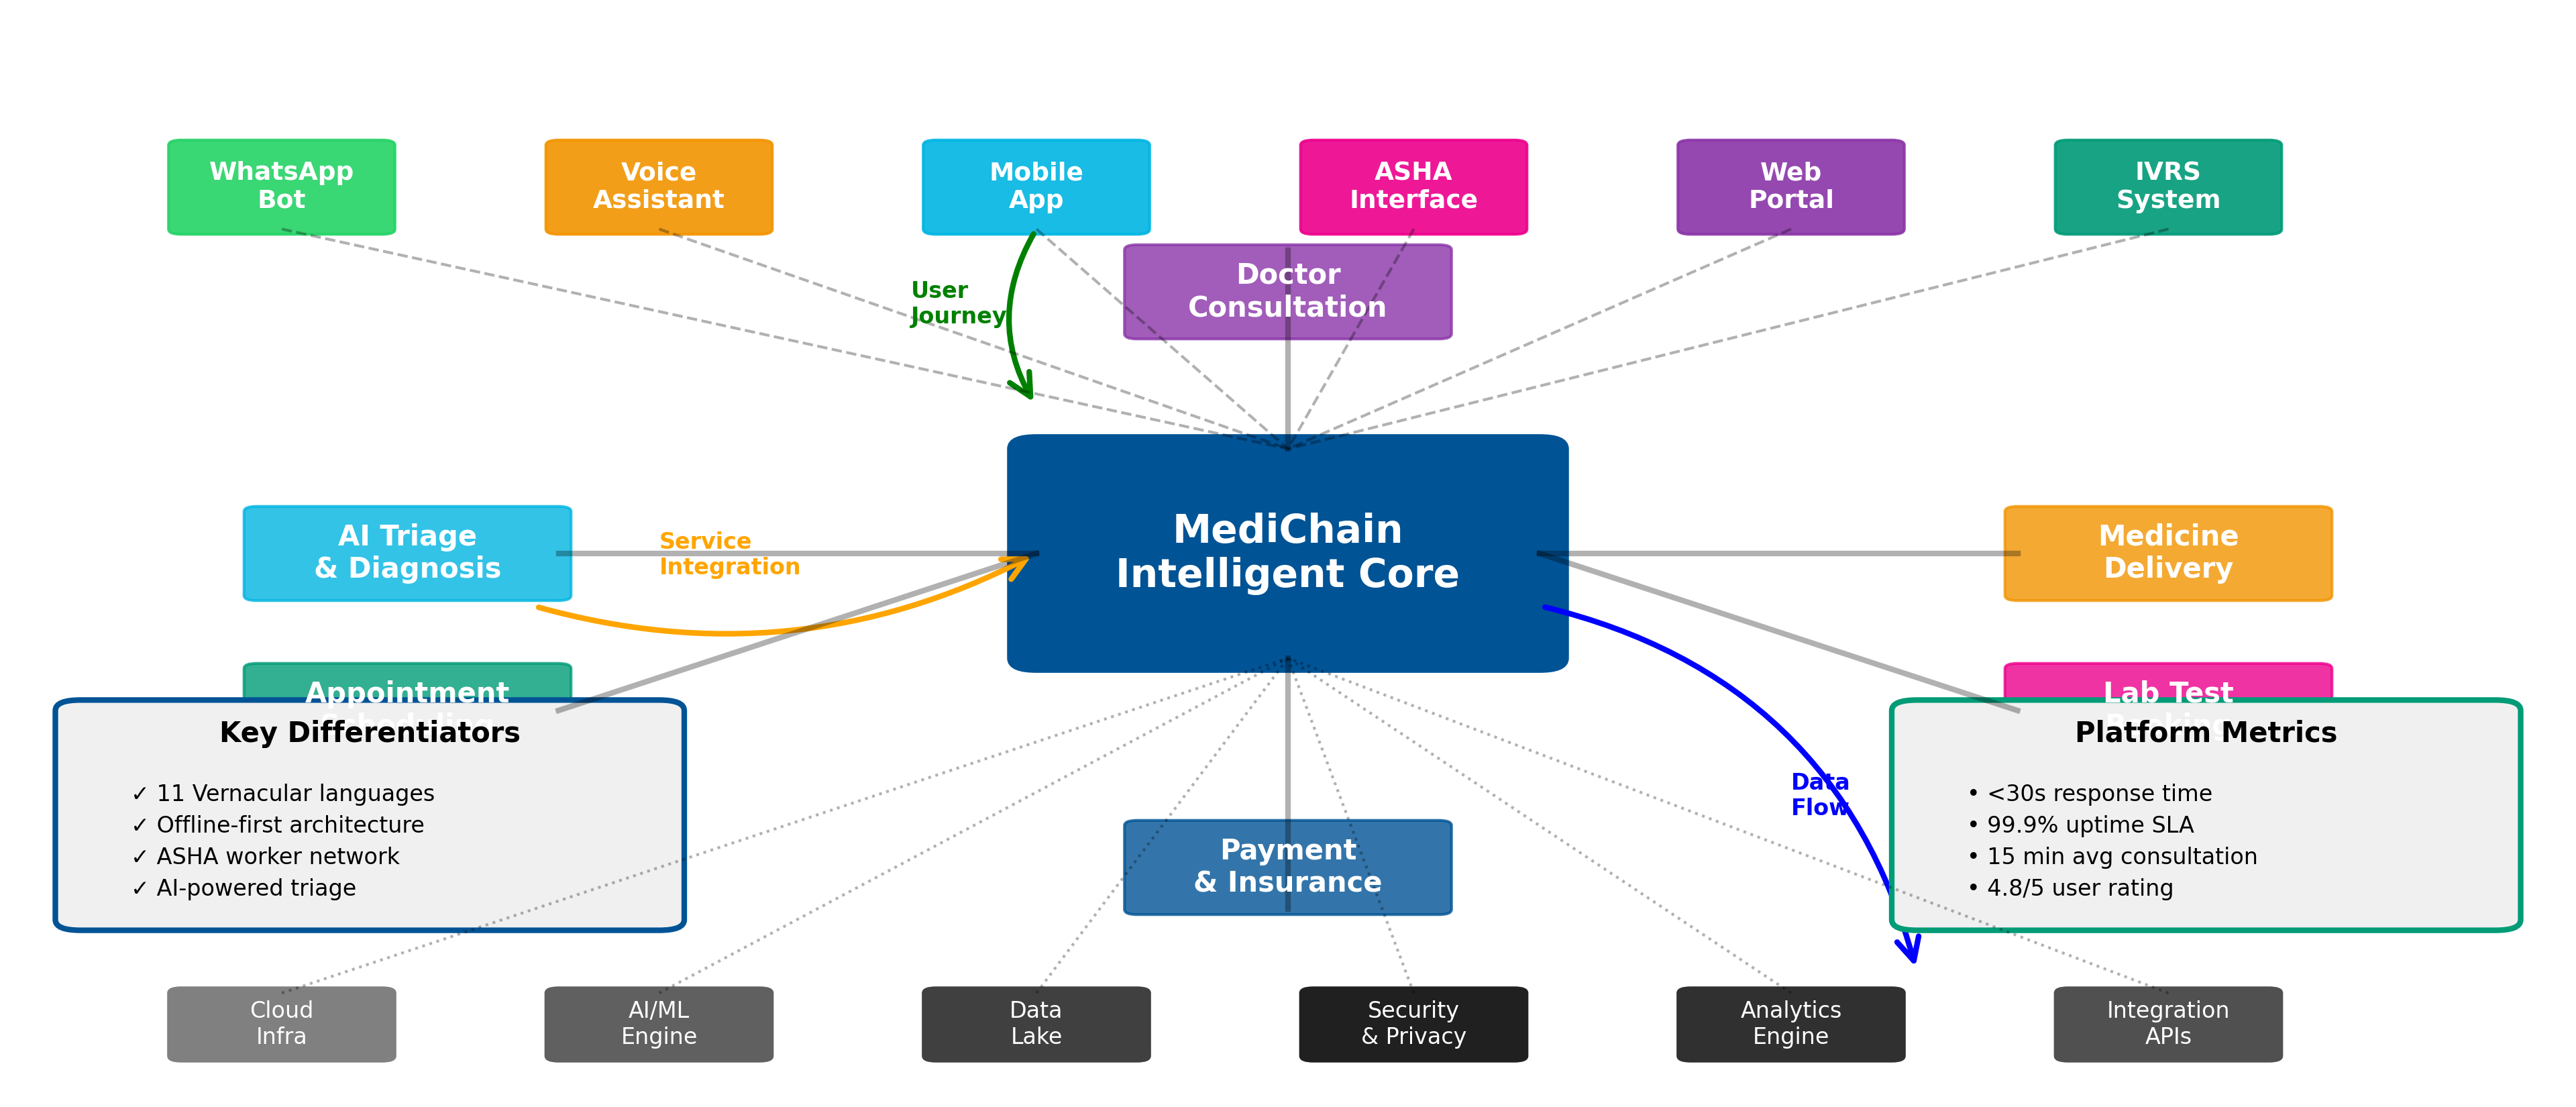 WhatsApp
Bot
Voice
Assistant
Mobile
App
ASHA
Interface
Web
Portal
IVRS
System
Doctor
Consultation
User
Journey
MediChain
Intelligent Core
AI Triage
& Diagnosis
Service
Integration
Medicine
Delivery
Appointment
Lab Test
Key Differentiators
✓ 11 Vernacular languages
✓ Offline-first architecture
✓ ASHA worker network
✓ AI-powered triage
Data
Flow
Platform Metrics
• <30s response time
• 99.9% uptime SLA
• 15 min avg consultation
• 4.8/5 user rating
Payment
& Insurance
Cloud
Infra
AI/ML
Engine
Data
Lake
Security
& Privacy
Analytics
Engine
Integration
APIs